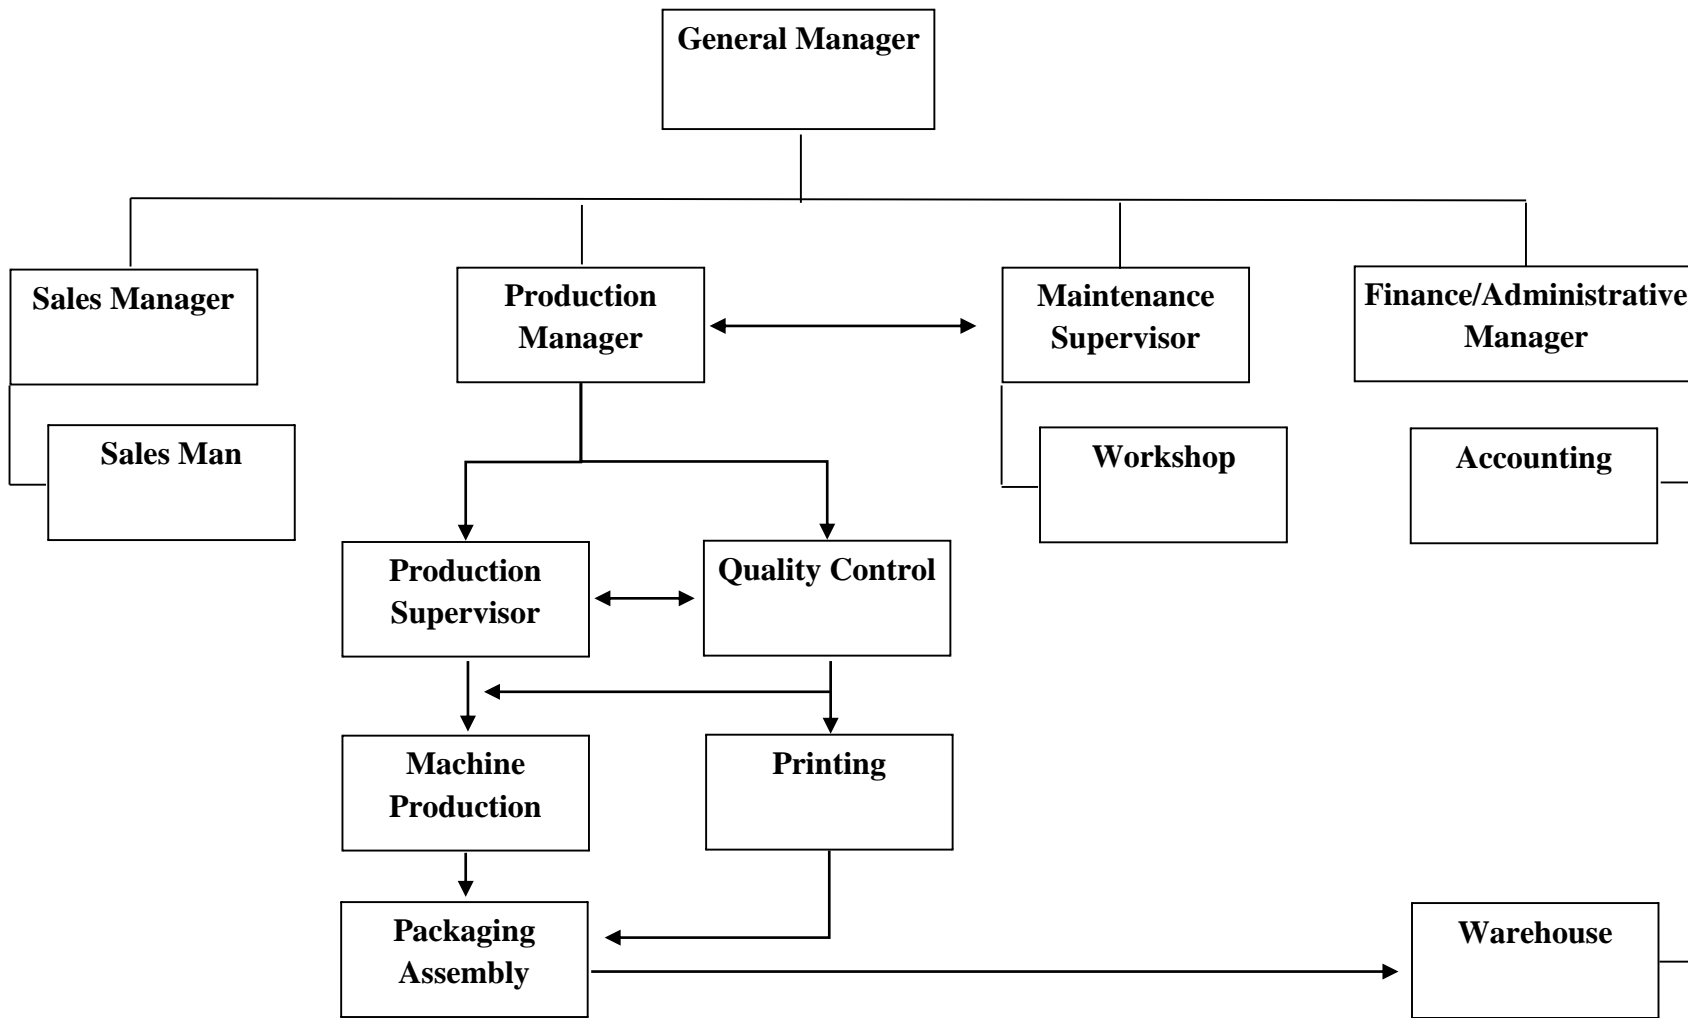 General Manager
Sales Manager
Production
Manager
Maintenance
Supervisor
Finance/Administrative
Manager
Sales Man
Workshop
Accounting
Production
Supervisor
Quality Control
Machine
Production
Printing
Packaging
Assembly
Warehouse